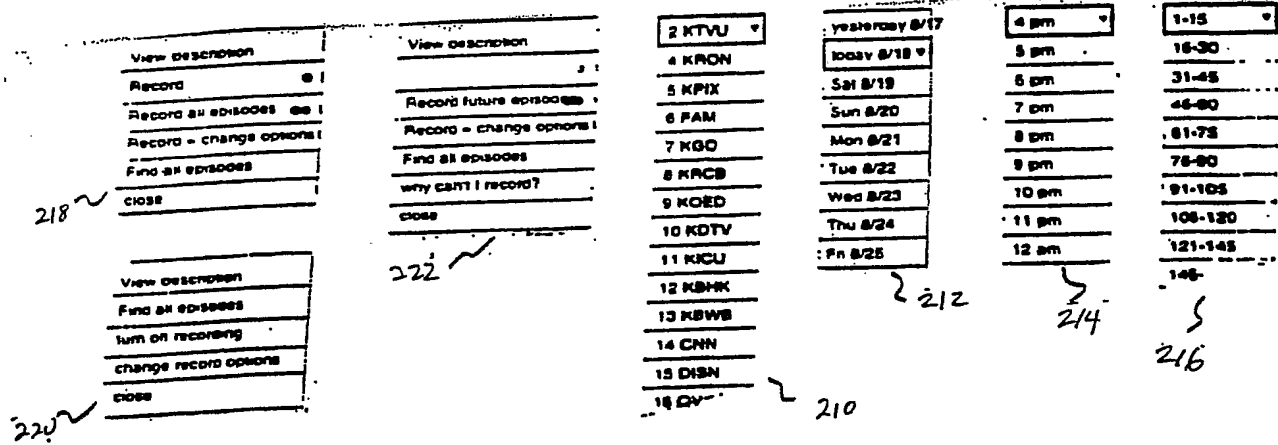 View description
Record
Record all episodes
Record - change options
Find all episodes
close
218
View description
Find all episodes
turn off recording
change record options
close
220
View description
Record future episodes
Record - change options
Find all episodes
why can't I record?
close
222
2 KTVU
4 KRON
5 KPIX
6 FAM
7 KGO
8 KRCB
9 KQED
10 KDTV
11 KICU
12 KBHK
13 KBWB
14 CNN
15 DISN
16
210
yesterday 8/17
today 8/18
Sat 8/19
Sun 8/20
Mon 8/21
Tue 8/22
Wed 8/23
Thu 8/24
Fri 8/25
212
4 pm
5 pm
6 pm
7 pm
8 pm
9 pm
10 pm
11 pm
12 am
214
1-15
16-30
31-45
46-60
61-75
76-90
91-105
106-120
121-145
146-
216